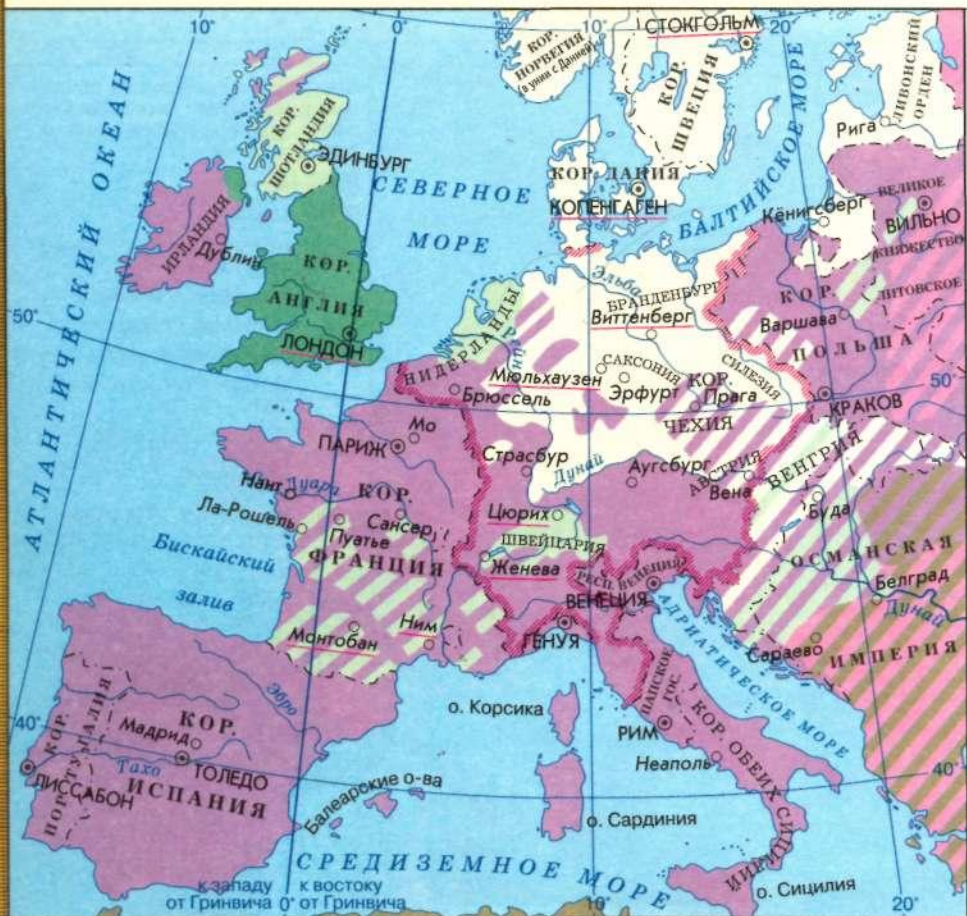 10°
0°
10°
20°
АТЛАНТИЧЕСКИЙ ОКЕАН
КОР.
НОРВЕГИЯ
(в унии с Данией)
СТОКГОЛЬМ
КОР.
ШВЕЦИЯ
БАЛТИЙСКОЕ МОРЕ
ЛИВОНСКИЙ
ОРДЕН
Рига
КОР.
ШОТЛАНДИЯ
ЭДИНБУРГ
СЕВЕРНОЕ
МОРЕ
КОР. ДАНИЯ
КОПЕНГАГЕН
Кёнигсберг
ВЕЛИКОЕ
ВИЛЬНО
КНЯЖЕСТВО
ЛИТОВСКОЕ
ИРЛАНДИЯ
Дублин
КОР.
АНГЛИЯ
ЛОНДОН
50°
НИДЕРЛАНДЫ
Эльба
БРАНДЕНБУРГ
Виттенберг
КОР.
Варшава
ПОЛЬША
Мюльхаузен
САКСОНИЯ
Эрфурт
СИЛЕЗИЯ
КОР.
Прага
ЧЕХИЯ
50°
КРАКОВ
Брюссель
Мо
ПАРИЖ
Страсбур
Дунай
Аугсбург
АВСТРИЯ
Вена
ВЕНГРИЯ
Буда
Нант
Луара
КОР.
Ла-Рошель
Пуатье
Сансер
ФРАНЦИЯ
Цюрих
ШВЕЙЦАРИЯ
Женева
РЕСП. ВЕНЕЦИЯ
ВЕНЕЦИЯ
ОСМАНСКАЯ
Белград
Дунай
Бискайский
залив
Монтобан
Ним
ГЕНУЯ
АДРИАТИЧЕСКОЕ МОРЕ
Сараево
ИМПЕРИЯ
Эбро
40°
КОР.
ПОРТУГАЛИЯ
КОР.
Мадрид
Тахо
ТОЛЕДО
ИСПАНИЯ
ЛИССАБОН
о. Корсика
ПАПСКОЕ
ГОС.
РИМ
Неаполь
КОР. ОБЕИХ СИЦИЛИЙ
40°
Балеарские о-ва
о. Сардиния
СРЕДИЗЕМНОЕ МОРЕ
о. Сицилия
к западу
от Гринвича
0°
к востоку
от Гринвича
10°
20°